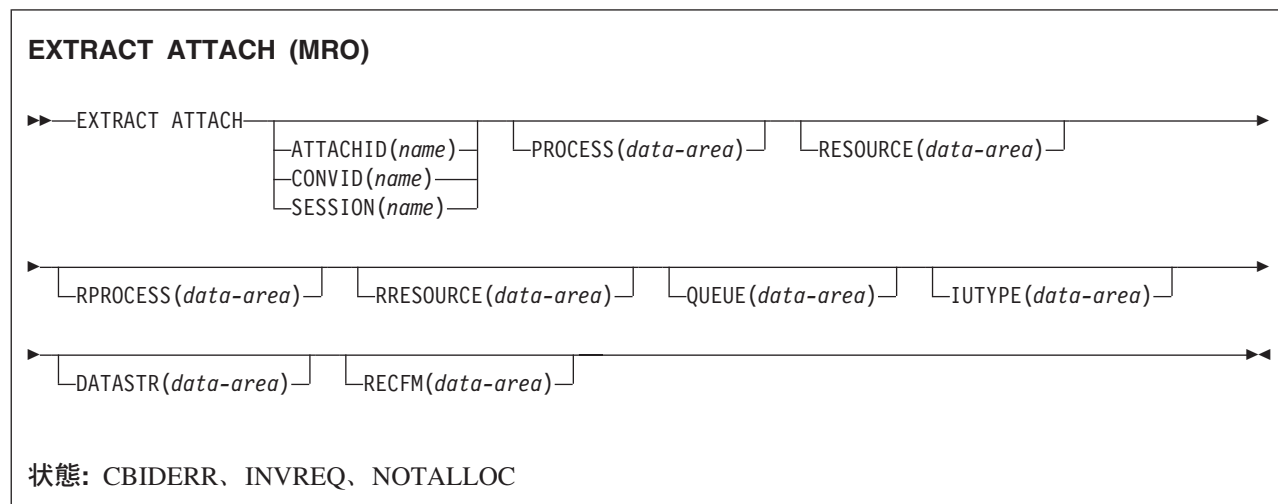 EXTRACT ATTACH (MRO)
EXTRACT ATTACH
ATTACHID(name) PROCESS(data-area) RESOURCE(data-area)
CONVID(name)
SESSION(name)
RPROCESS(data-area) RRESOURCE(data-area) QUEUE(data-area) IUTYPE(data-area)
DATASTR(data-area) RECFM(data-area)
状態: CBIDERR、INVREQ、NOTALLOC